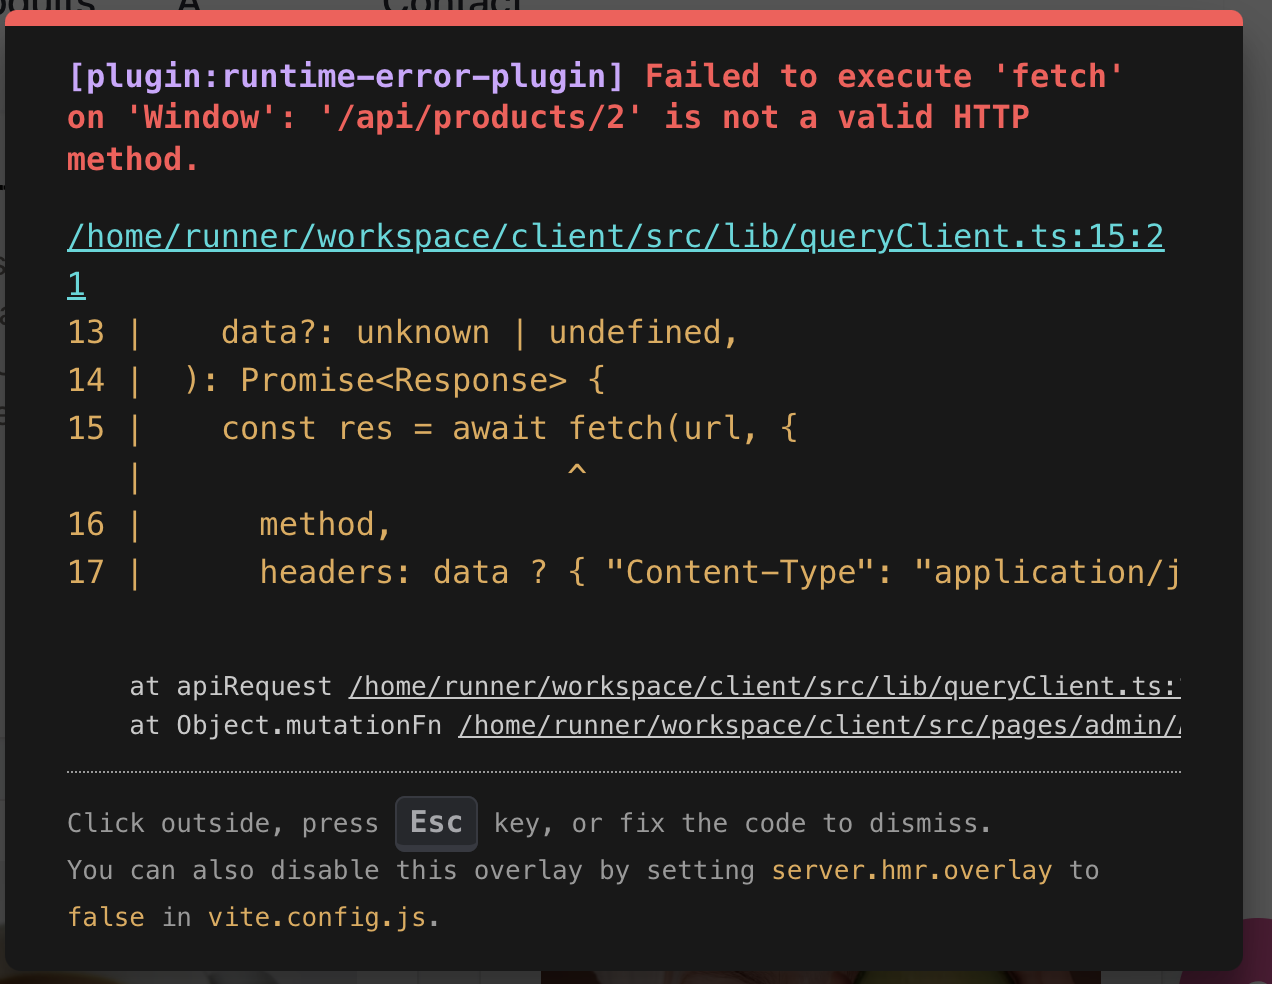 Contact
[plugin:runtime-error-plugin] Failed to execute 'fetch'
on 'Window': '/api/products/2' is not a valid HTTP
method.
/home/runner/workspace/client/src/lib/queryClient.ts:15:2
1
13 |    data?: unknown | undefined,
14 |  ): Promise<Response> {
15 |    const res = await fetch(url, {
   |                      ^
16 |      method,
17 |      headers: data ? { "Content-Type": "application/j
at apiRequest /home/runner/workspace/client/src/lib/queryClient.ts:
at Object.mutationFn /home/runner/workspace/client/src/pages/admin/
Click outside, press Esc key, or fix the code to dismiss.
You can also disable this overlay by setting server.hmr.overlay to
false in vite.config.js.